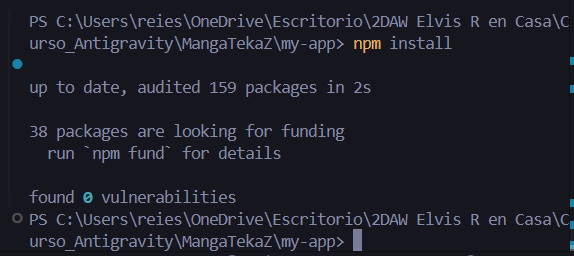 PS C:\Users\reies\OneDrive\Escritorio\2DAW Elvis R en Casa\C
urso_Antigravity\MangaTekaZ\my-app> npm install
up to date, audited 159 packages in 2s
38 packages are looking for funding
  run `npm fund` for details
found 0 vulnerabilities
PS C:\Users\reies\OneDrive\Escritorio\2DAW Elvis R en Casa\C
urso_Antigravity\MangaTekaZ\my-app>